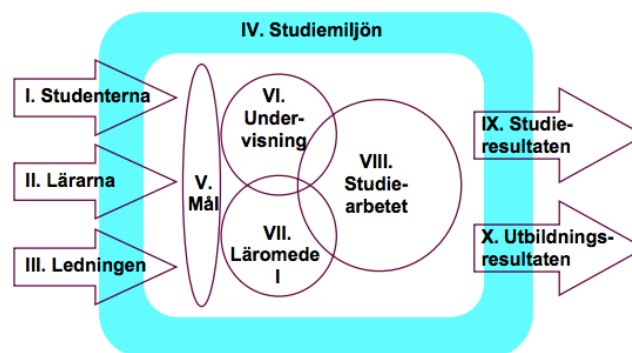 IV. Studiemiljön
I. Studenterna
II. Lärarna
III. Ledningen
V.
Mål
VI.
Under-
visning
VII.
Läromede
l
VIII.
Studie-
arbetet
IX. Studie-
resultaten
X. Utbildnings-
resultaten